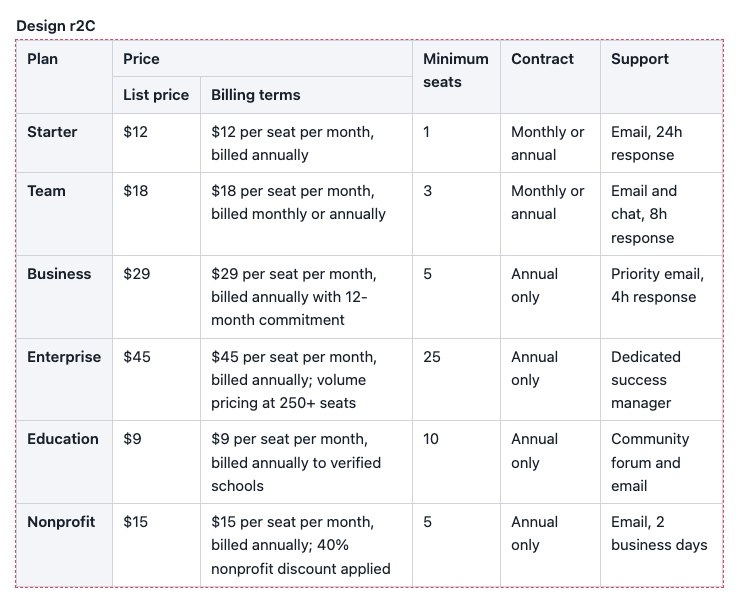 Design r2C
Plan
Price
Minimum
seats
Contract
Support
List price
Billing terms
Starter
$12
$12 per seat per month,
billed annually
1
Monthly or
annual
Email, 24h
response
Team
$18
$18 per seat per month,
billed monthly or annually
3
Monthly or
annual
Email and
chat, 8h
response
Business
$29
$29 per seat per month,
billed annually with 12-
month commitment
5
Annual
only
Priority email,
4h response
Enterprise
$45
$45 per seat per month,
billed annually; volume
pricing at 250+ seats
25
Annual
only
Dedicated
success
manager
Education
$9
$9 per seat per month,
billed annually to verified
schools
10
Annual
only
Community
forum and
email
Nonprofit
$15
$15 per seat per month,
billed annually; 40%
nonprofit discount applied
5
Annual
only
Email, 2
business days